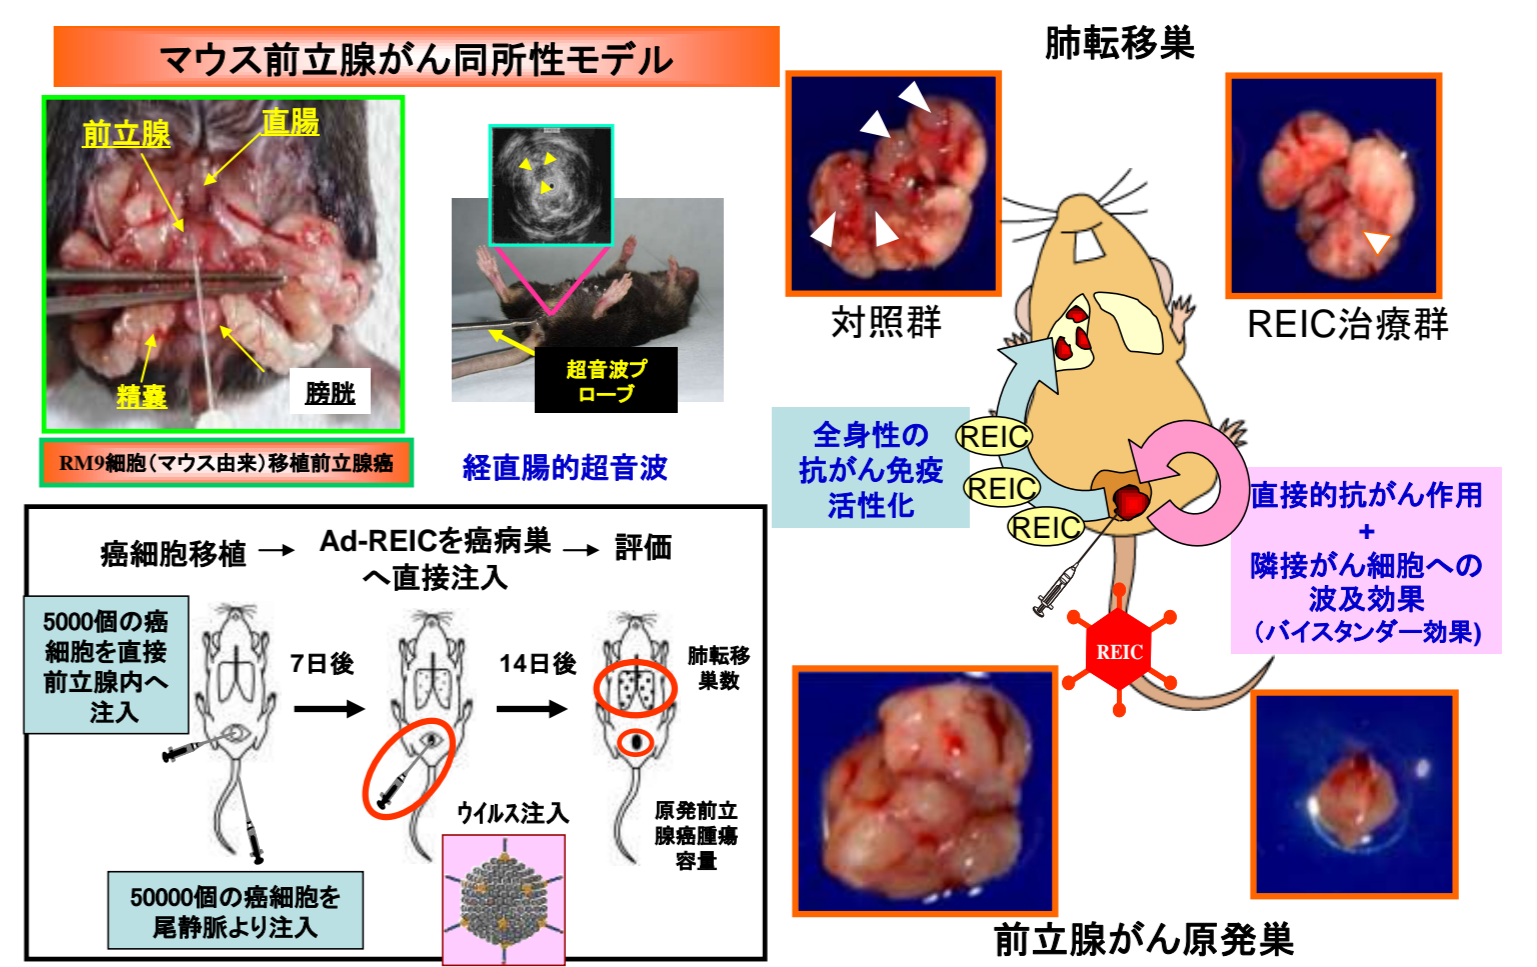 マウス前立腺がん同所性モデル
前立腺
直腸
精嚢
膀胱
RM9細胞（マウス由来）移植前立腺癌
超音波プ
ローブ
経直腸的超音波
癌細胞移植
Ad-REICを癌病巣
へ直接注入
評価
5000個の癌
細胞を直接
前立腺内へ
注入
7日後
14日後
肺転移
巣数
ウイルス注入
原発前立
腺癌腫瘍
容量
50000個の癌細胞を
尾静脈より注入
肺転移巣
対照群
REIC治療群
全身性の
抗がん免疫
活性化
REIC
REIC
REIC
直接的抗がん作用
+
隣接がん細胞への
波及効果
（バイスタンダー効果)
REIC
前立腺がん原発巣